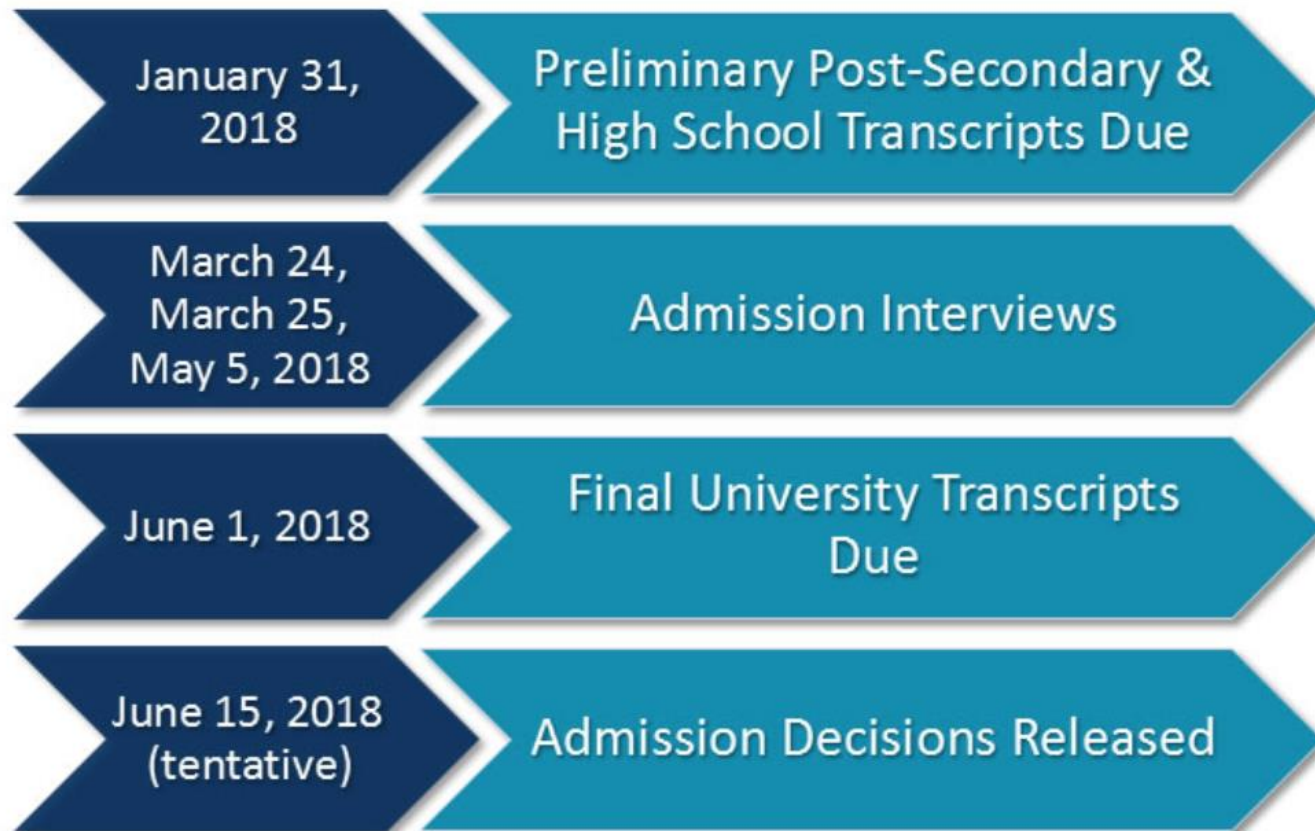 January 31,
2018
Preliminary Post-Secondary &
High School Transcripts Due
March 24,
March 25,
May 5, 2018
Admission Interviews
June 1, 2018
Final University Transcripts
Due
June 15, 2018
(tentative)
Admission Decisions Released